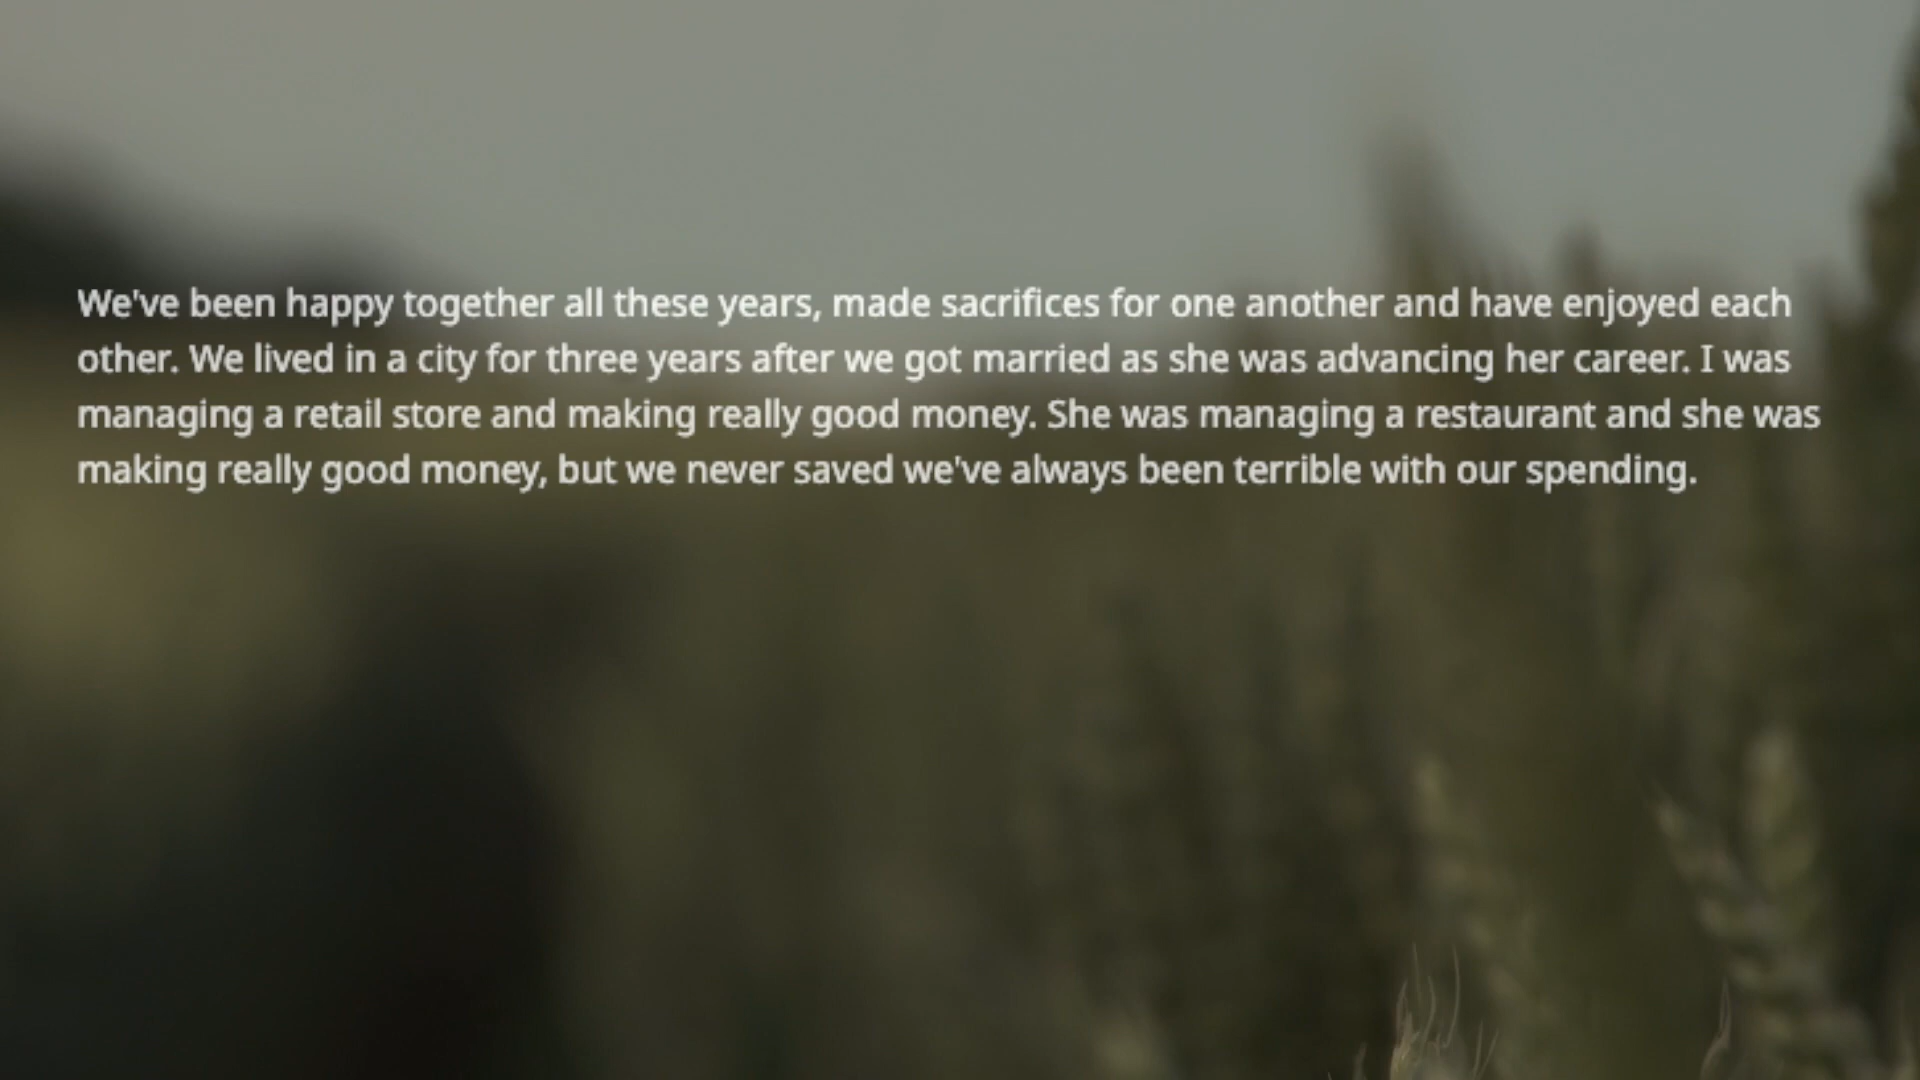 We've been happy together all these years, made sacrifices for one another and have enjoyed each
other. We lived in a city for three years after we got married as she was advancing her career. I was
managing a retail store and making really good money. She was managing a restaurant and she was
making really good money, but we never saved we've always been terrible with our spending.